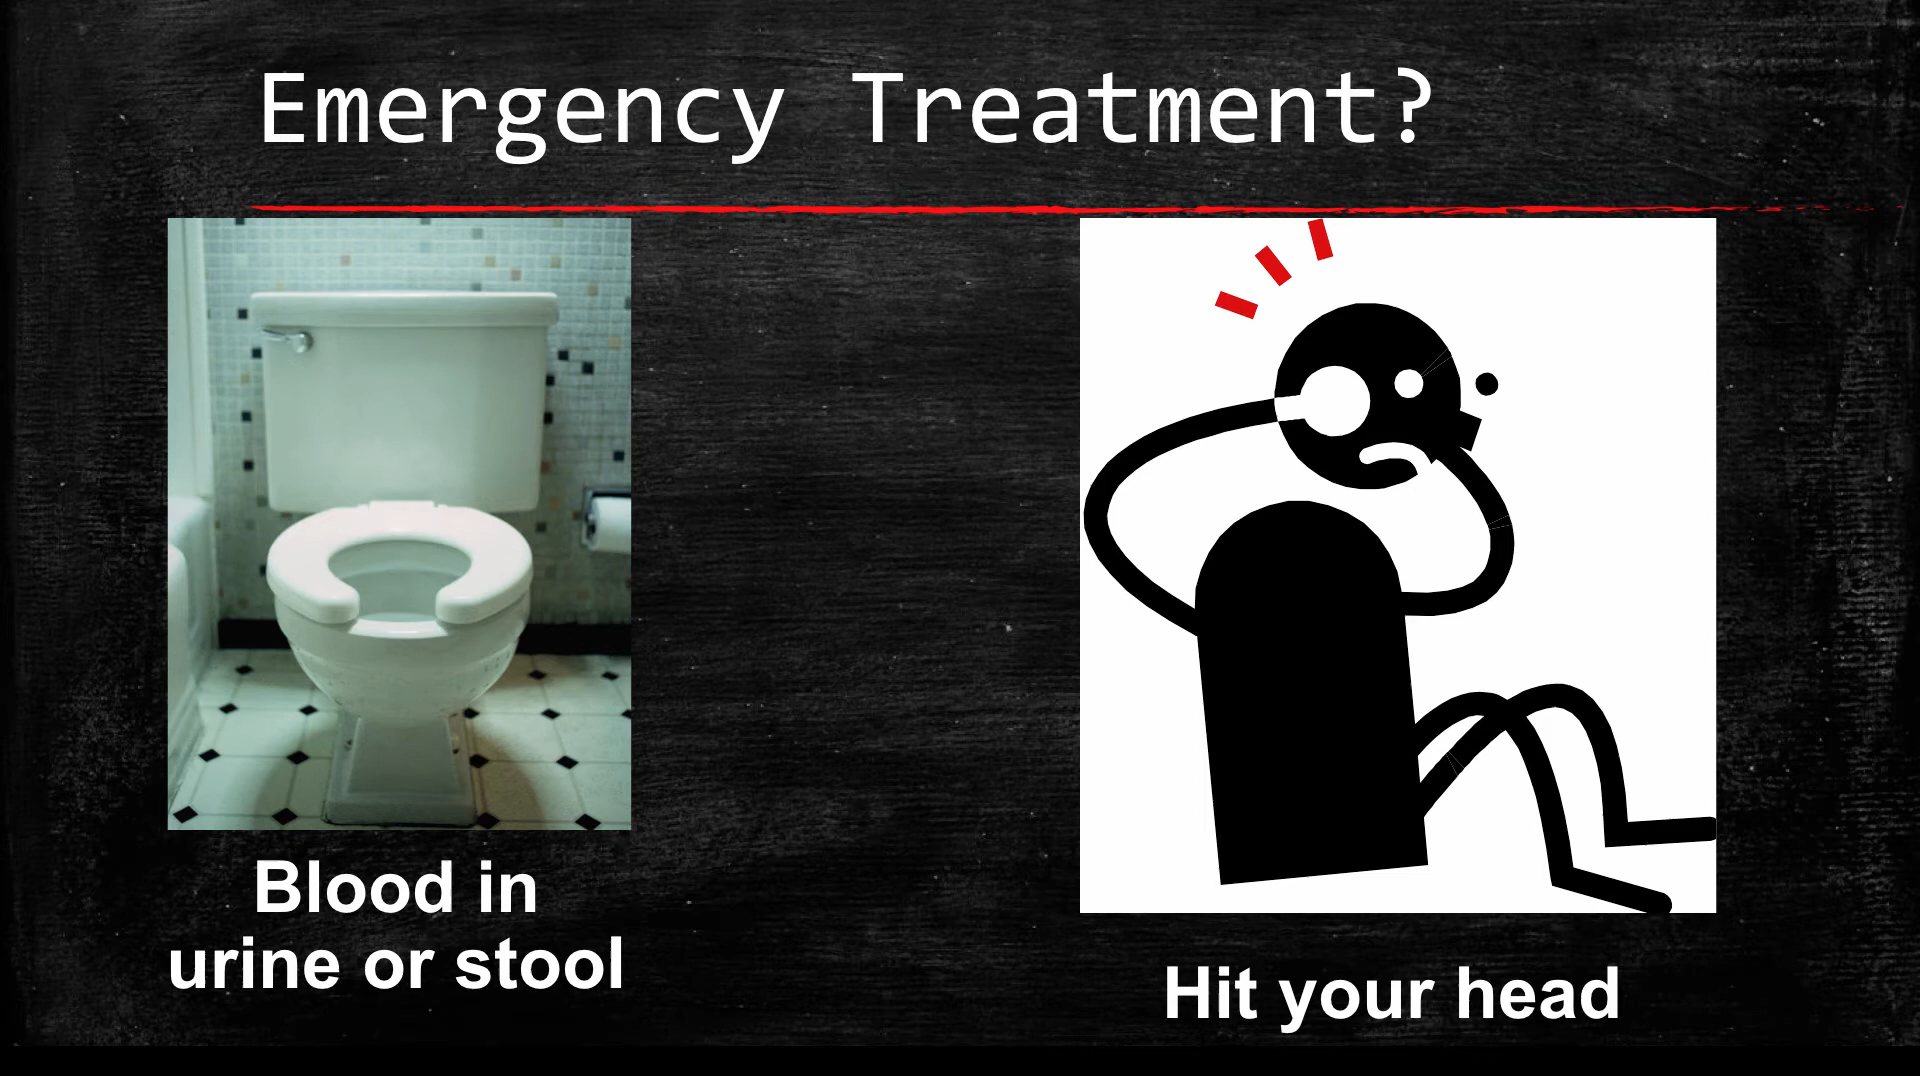 Emergency Treatment?
Blood in
urine or stool
Hit your head